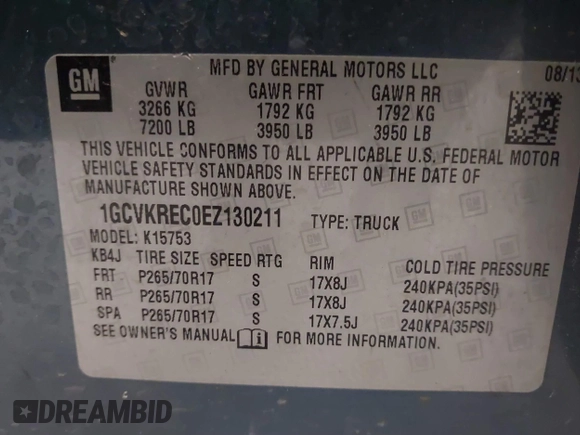 GM
MFD BY GENERAL MOTORS LLC 08/13
GVWR GAWR FRT GAWR RR
3266 KG 1792 KG 1792 KG
7200 LB 3950 LB 3950 LB
THIS VEHICLE CONFORMS TO ALL APPLICABLE U.S. FEDERAL MOTOR
VEHICLE SAFETY STANDARDS IN EFFECT ON THE DATE OF
MANUFACTURE SHOWN ABOVE.
1GCVKREC0EZ130211 TYPE: TRUCK
MODEL: K15753
KB4J TIRE SIZE SPEED RTG RIM COLD TIRE PRESSURE
FRT P265/70R17 S 17X8J 240KPA(35PSI)
RR P265/70R17 S 17X8J 240KPA(35PSI)
SPA P265/70R17 S 17X7.5J 240KPA(35PSI)
SEE OWNER'S MANUAL FOR MORE INFORMATION.
DREAMBID